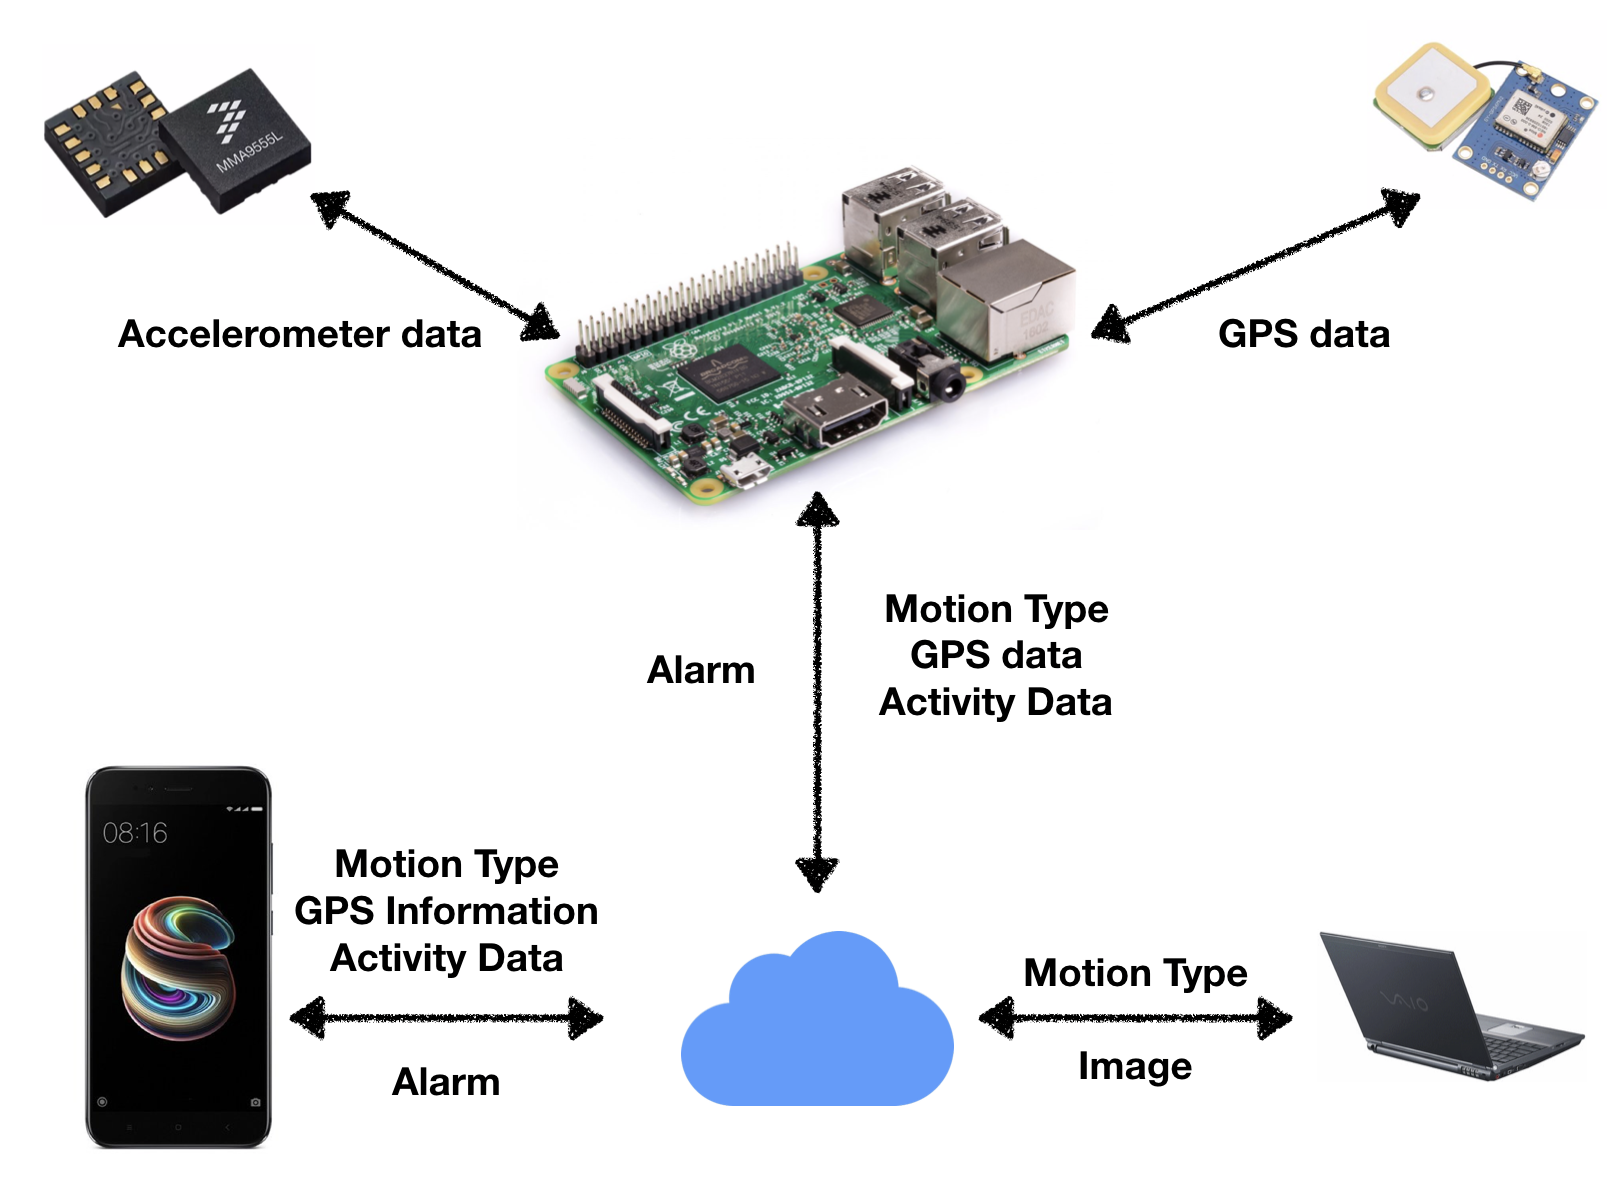 MMA9555L
EDAC
Accelerometer data
GPS data
Motion Type
GPS data
Activity Data
Alarm
08:16
Motion Type
GPS Information
Activity Data
Alarm
Motion Type
Image
VAIO